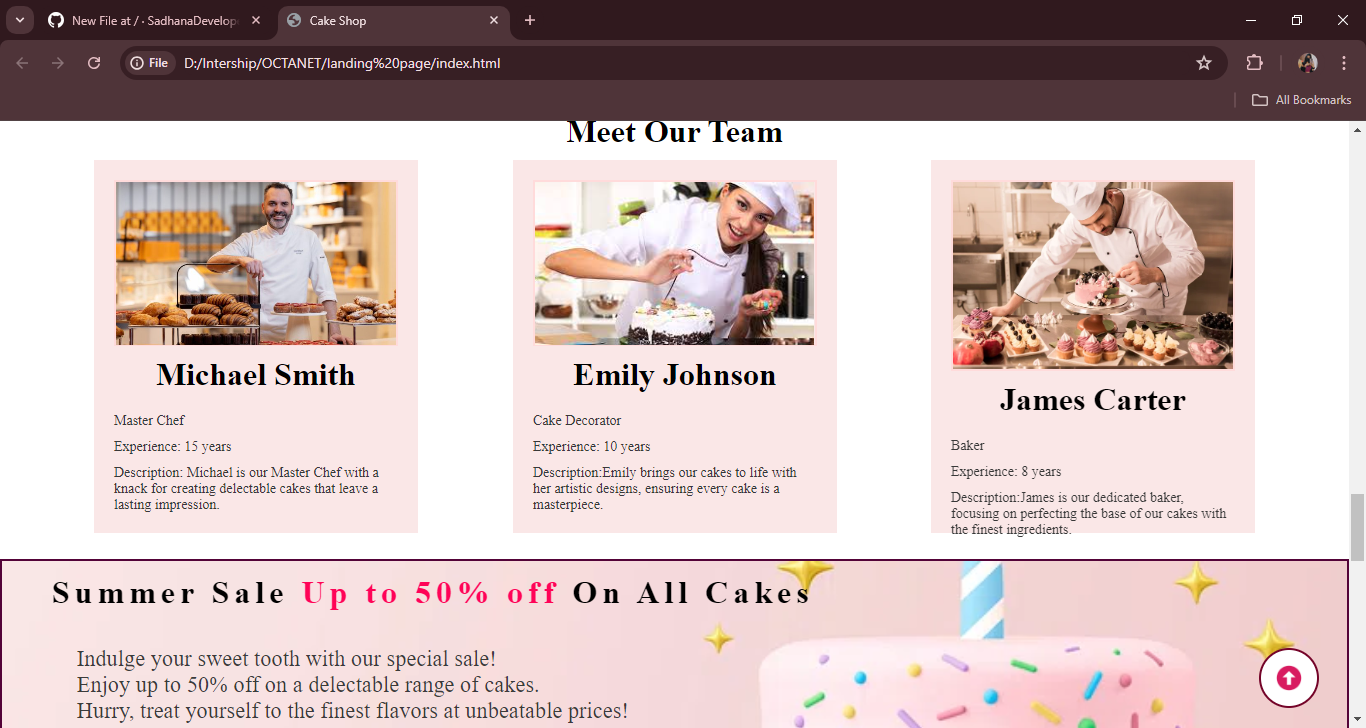 New File at / · SadhanaDevelop
Cake Shop
File
D:/Intership/OCTANET/landing%20page/index.html
All Bookmarks
Meet Our Team
Michael Smith
Master Chef
Experience: 15 years
Description: Michael is our Master Chef with a
knack for creating delectable cakes that leave a
lasting impression.
Emily Johnson
Cake Decorator
Experience: 10 years
Description:Emily brings our cakes to life with
her artistic designs, ensuring every cake is a
masterpiece.
James Carter
Baker
Experience: 8 years
Description:James is our dedicated baker,
focusing on perfecting the base of our cakes with
the finest ingredients.
Summer Sale Up to 50% off On All Cakes
Indulge your sweet tooth with our special sale!
Enjoy up to 50% off on a delectable range of cakes.
Hurry, treat yourself to the finest flavors at unbeatable prices!